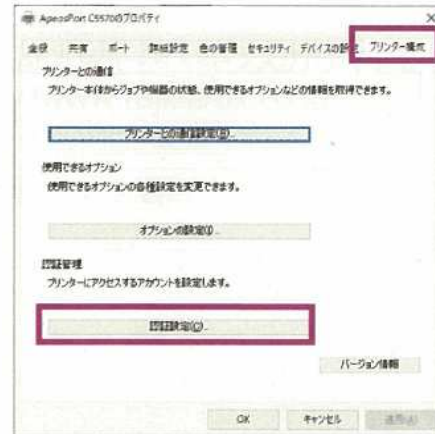 ApeosPort C5570のプロパティ
全般 共有 ポート 詳細設定 色の管理 セキュリティ デバイスの設定 プリンター構成
プリンターとの通信
プリンター本体からジョブや機器の状態、使用できるオプションなどの情報を取得できます。
プリンターとの通信設定(B)...
使用できるオプション
使用できるオプションの各種設定を変更できます。
オプションの設定(I)...
認証管理
プリンターにアクセスするアカウントを設定します。
認証設定(C)...
バージョン情報
OK キャンセル 適用(A)